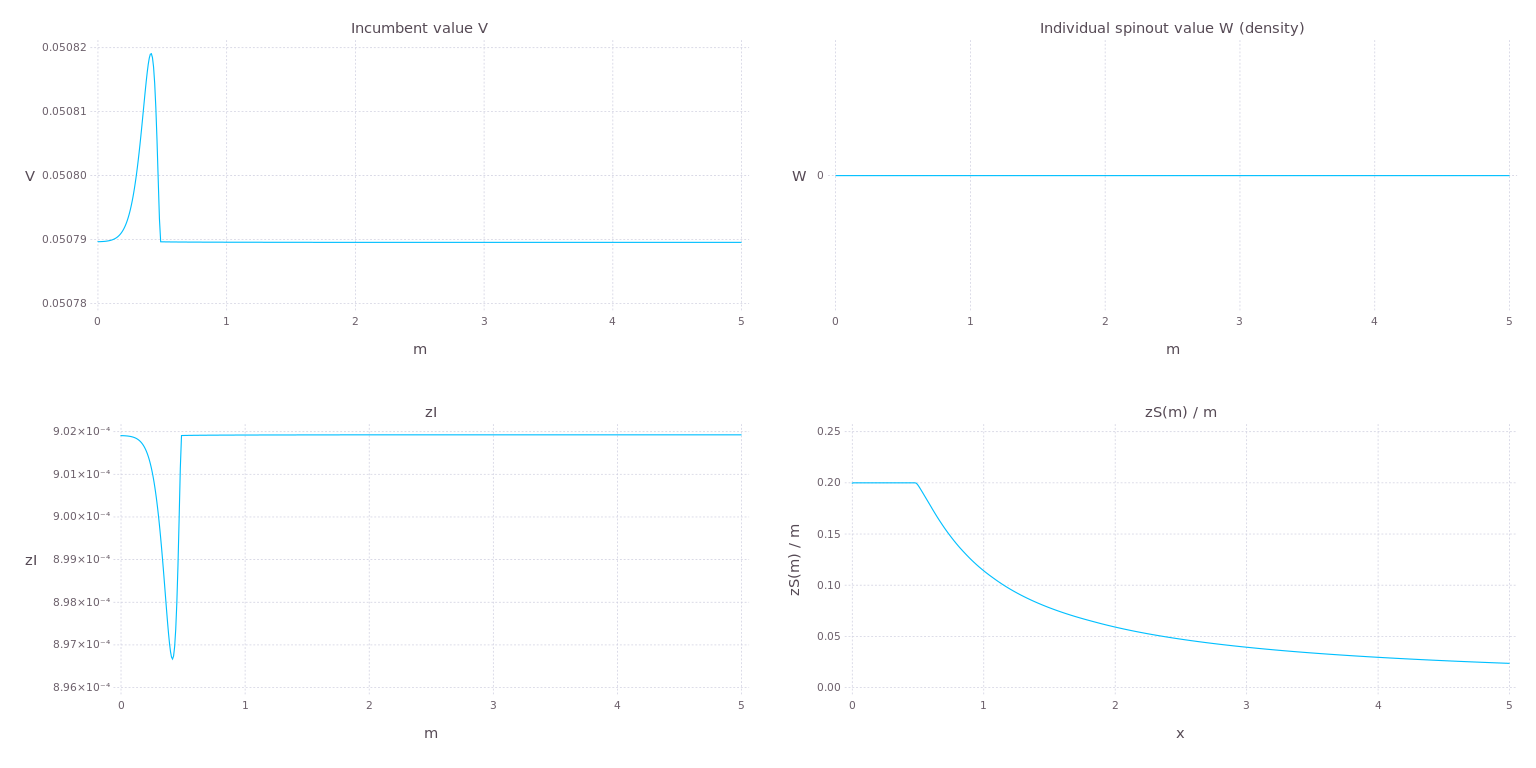 Incumbent value V
0.05082
0.05081
V 0.05080
0.05079
0.05078
0 1 2 3 4 5
m
Individual spinout value W (density)
W 0
0 1 2 3 4 5
m
zI
9.02×10⁻⁴
9.01×10⁻⁴
9.00×10⁻⁴
8.99×10⁻⁴
zI
8.98×10⁻⁴
8.97×10⁻⁴
8.96×10⁻⁴
0 1 2 3 4 5
m
zS(m) / m
0.25
0.20
0.15
zS(m) / m
0.10
0.05
0.00
0 1 2 3 4 5
x